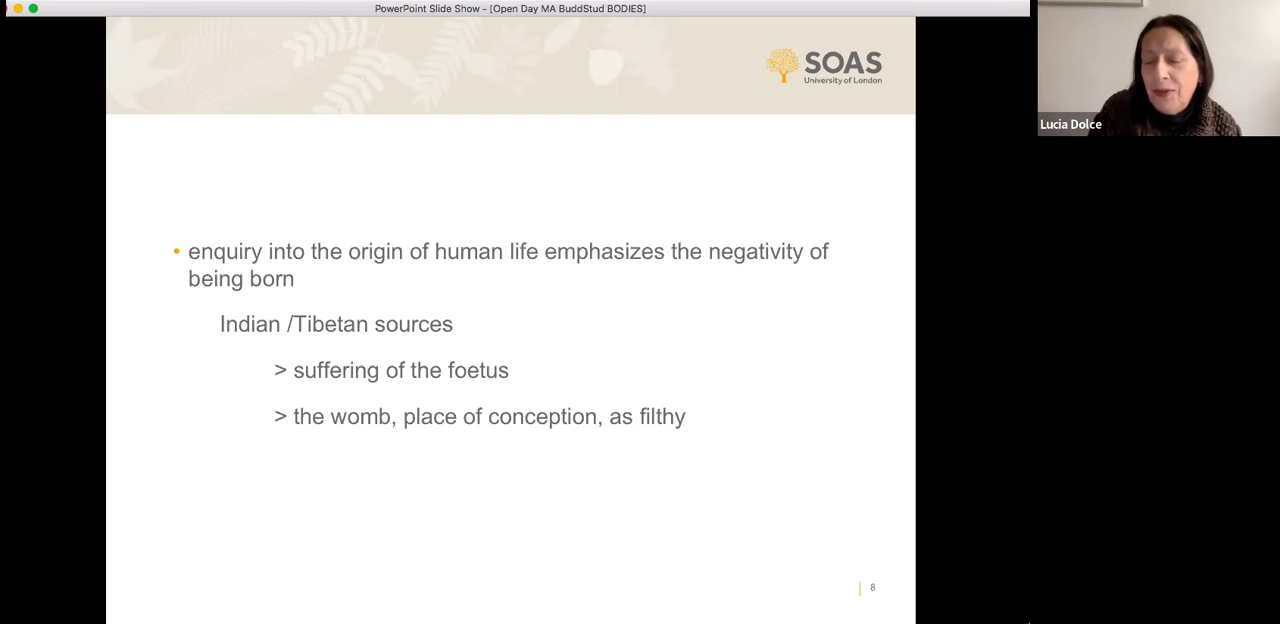 PowerPoint Slide Show - [Open Day MA BuddStud BODIES]
SOAS
University of London
Lucia Dolce
• enquiry into the origin of human life emphasizes the negativity of
being born
Indian /Tibetan sources
> suffering of the foetus
> the womb, place of conception, as filthy
8